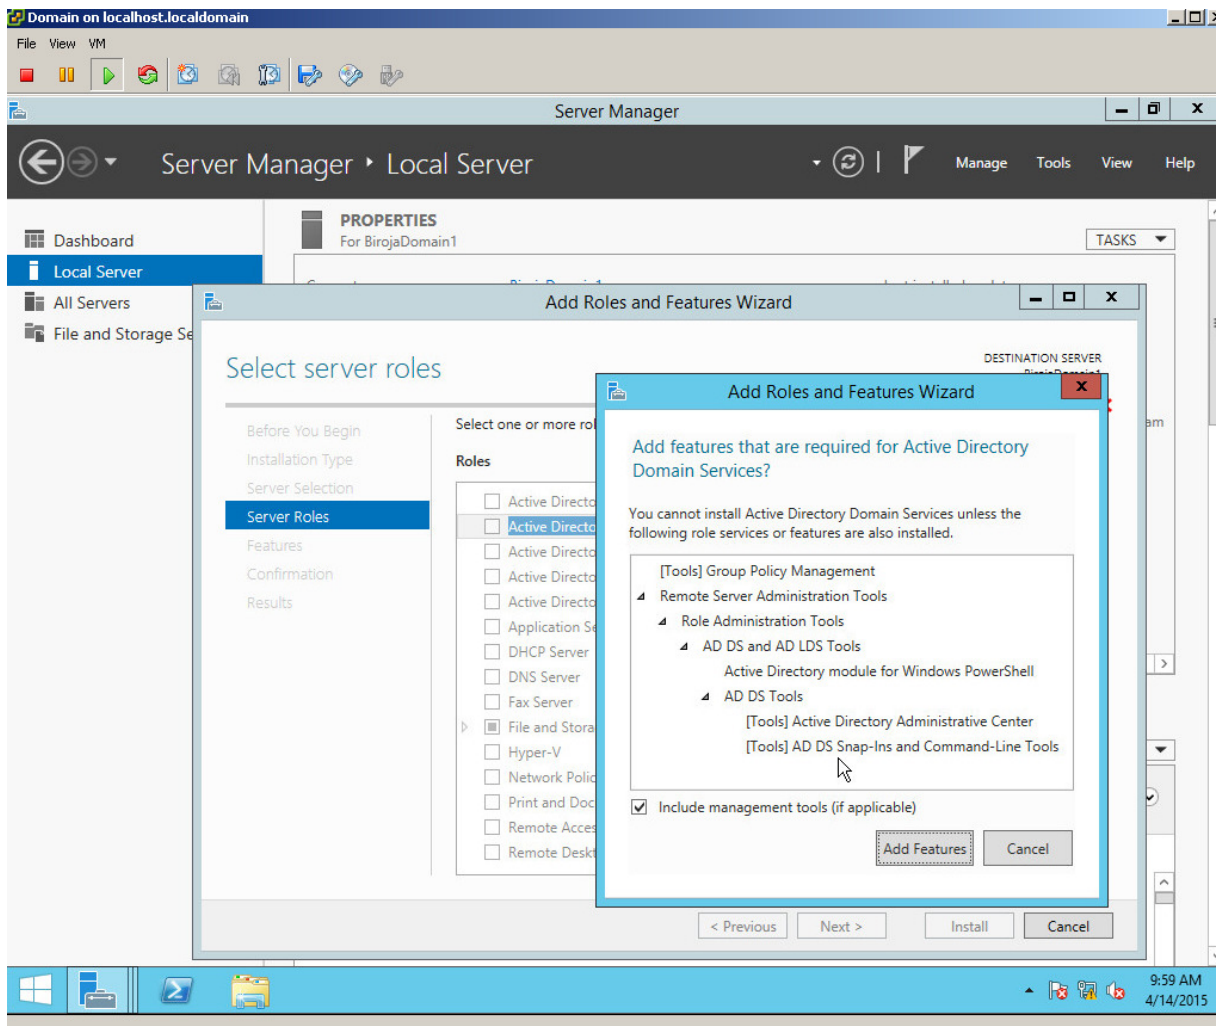 Domain on localhost.localdomain
File View VM
Server Manager
Server Manager ‣ Local Server
Manage Tools View Help
Dashboard
Local Server
All Servers
File and Storage Se
PROPERTIES
For BirojaDomain1
TASKS
Add Roles and Features Wizard
Select server roles
DESTINATION SERVER
Before You Begin
Installation Type
Server Selection
Server Roles
Features
Confirmation
Results
Select one or more rol
Roles
Active Directo
Active Directo
Active Directo
Active Directo
Active Directo
Application Se
DHCP Server
DNS Server
Fax Server
File and Stora
Hyper-V
Network Polic
Print and Doc
Remote Acces
Remote Deskt
Add Roles and Features Wizard
Add features that are required for Active Directory
Domain Services?
You cannot install Active Directory Domain Services unless the
following role services or features are also installed.
[Tools] Group Policy Management
Remote Server Administration Tools
Role Administration Tools
AD DS and AD LDS Tools
Active Directory module for Windows PowerShell
AD DS Tools
[Tools] Active Directory Administrative Center
[Tools] AD DS Snap-Ins and Command-Line Tools
Include management tools (if applicable)
Add Features Cancel
am
< Previous Next > Install Cancel
9:59 AM
4/14/2015